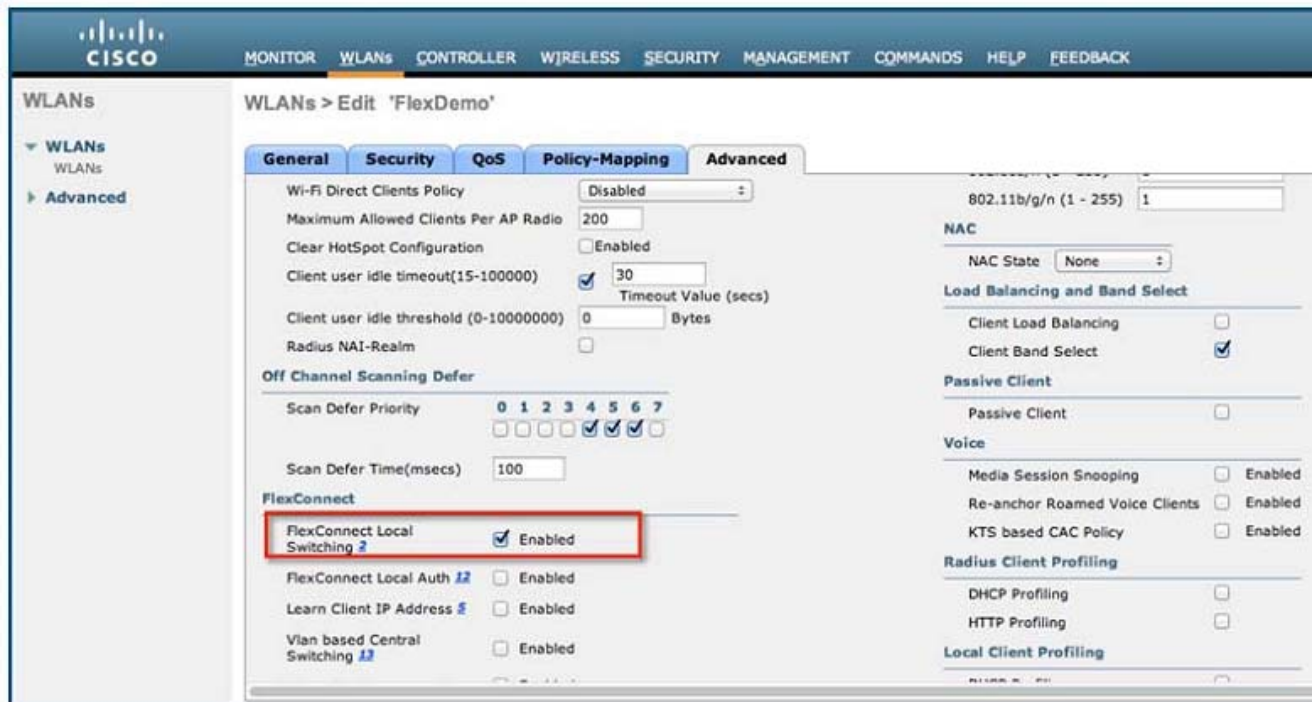 CISCO
MONITOR WLANs CONTROLLER WIRELESS SECURITY MANAGEMENT COMMANDS HELP FEEDBACK
WLANs
WLANs
WLANs
Advanced
WLANs > Edit 'FlexDemo'
General Security QoS Policy-Mapping Advanced
Wi-Fi Direct Clients Policy Disabled
Maximum Allowed Clients Per AP Radio 200
Clear HotSpot Configuration Enabled
Client user idle timeout(15-100000) 30
Timeout Value (secs)
Client user idle threshold (0-10000000) 0 Bytes
Radius NAI-Realm
Off Channel Scanning Defer
Scan Defer Priority 0 1 2 3 4 5 6 7
Scan Defer Time(msecs) 100
FlexConnect
FlexConnect Local
Switching 2 Enabled
FlexConnect Local Auth 12 Enabled
Learn Client IP Address 5 Enabled
Vlan based Central
Switching 13 Enabled
802.11b/g/n (1 - 255) 1
NAC
NAC State None
Load Balancing and Band Select
Client Load Balancing
Client Band Select
Passive Client
Passive Client
Voice
Media Session Snooping Enabled
Re-anchor Roamed Voice Clients Enabled
KTS based CAC Policy Enabled
Radius Client Profiling
DHCP Profiling
HTTP Profiling
Local Client Profiling